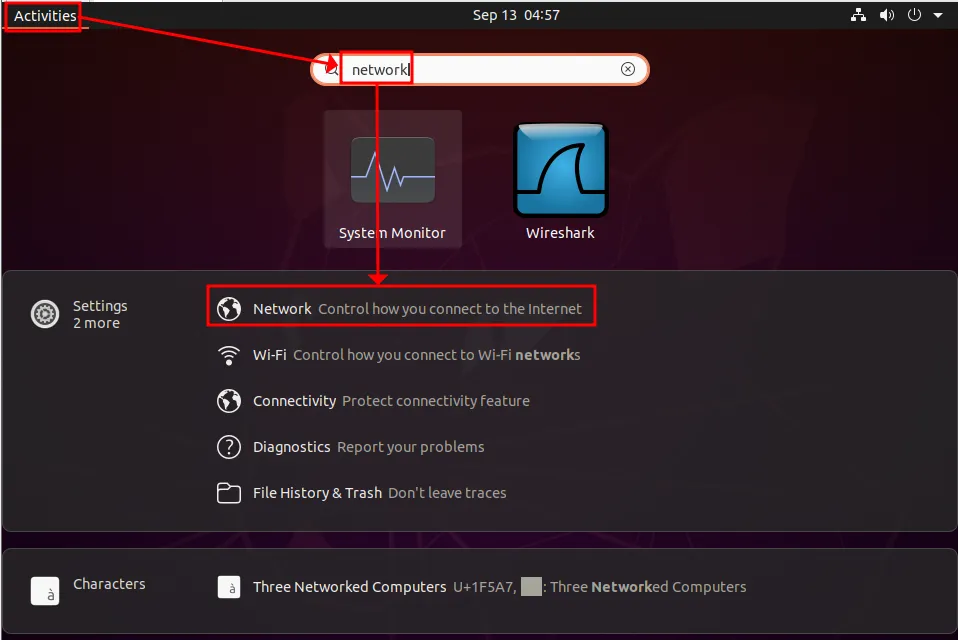 Activities
Sep 13 04:57
network
System Monitor
Wireshark
Settings
2 more
Network Control how you connect to the Internet
Wi-Fi Control how you connect to Wi-Fi networks
Connectivity Protect connectivity feature
Diagnostics Report your problems
File History & Trash Don't leave traces
à
Characters
à
Three Networked Computers U+1F5A7, : Three Networked Computers